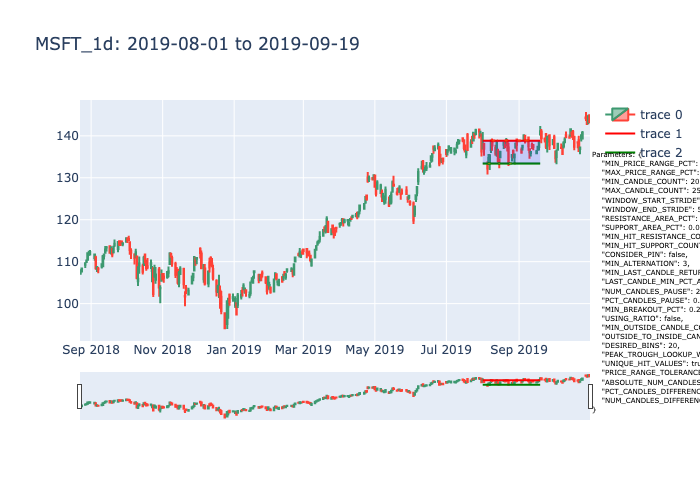 MSFT_1d: 2019-08-01 to 2019-09-19
140
130
120
110
100
Sep 2018
Nov 2018
Jan 2019
Mar 2019
May 2019
Jul 2019
Sep 2019
trace 0
trace 1
trace 2
Parameters: {
"MIN_PRICE_RANGE_PCT":
"MAX_PRICE_RANGE_PCT":
"MIN_CANDLE_COUNT": 20
"MAX_CANDLE_COUNT": 25
"WINDOW_START_STRIDE"
"WINDOW_END_STRIDE": 5
"RESISTANCE_AREA_PCT":
"SUPPORT_AREA_PCT": 0.0
"MIN_HIT_RESISTANCE_CO
"MIN_HIT_SUPPORT_COUNT
"CONSIDER_PIN": false,
"MIN_ALTERNATION": 3,
"MIN_LAST_CANDLE_RETUR
"LAST_CANDLE_MIN_PCT_A
"NUM_CANDLES_PAUSE": 2
"PCT_CANDLES_PAUSE": 0.
"MIN_BREAKOUT_PCT": 0.2
"USING_RATIO": false,
"MIN_OUTSIDE_CANDLE_CO
"OUTSIDE_TO_INSIDE_CAN
"DESIRED_BINS": 20,
"PEAK_TROUGH_LOOKUP_W
"UNIQUE_HIT_VALUES": tru
"PRICE_RANGE_TOLERANC
"ABSOLUTE_NUM_CANDLES
"PCT_CANDLES_DIFFERENC
"NUM_CANDLES_DIFFEREN
}